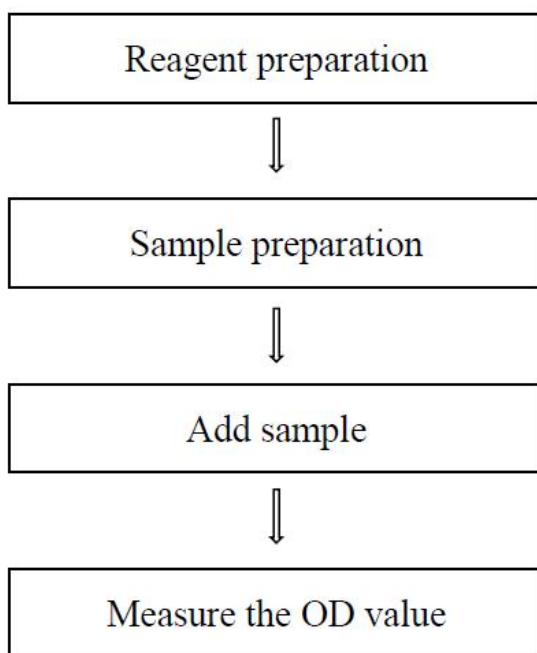 Reagent preparation
Sample preparation
Add sample
Measure the OD value